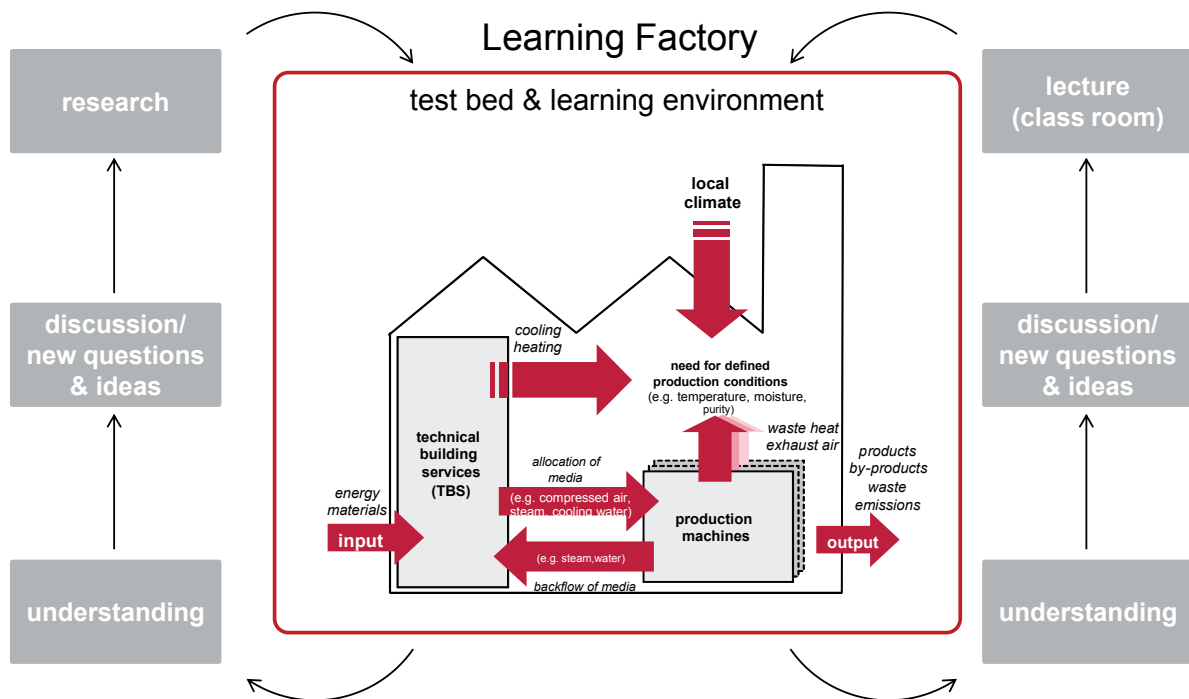 Learning Factory
test bed & learning environment
research
discussion/
new questions
& ideas
understanding
local
climate
cooling
heating
need for defined
production conditions
(e.g. temperature, moisture,
purity)
waste heat
exhaust air
technical
building
services
(TBS)
allocation of
media
(e.g. compressed air,
steam, cooling water)
energy
materials
input
(e.g. steam,water)
backflow of media
production
machines
products
by-products
waste
emissions
output
lecture
(class room)
discussion/
new questions
& ideas
understanding